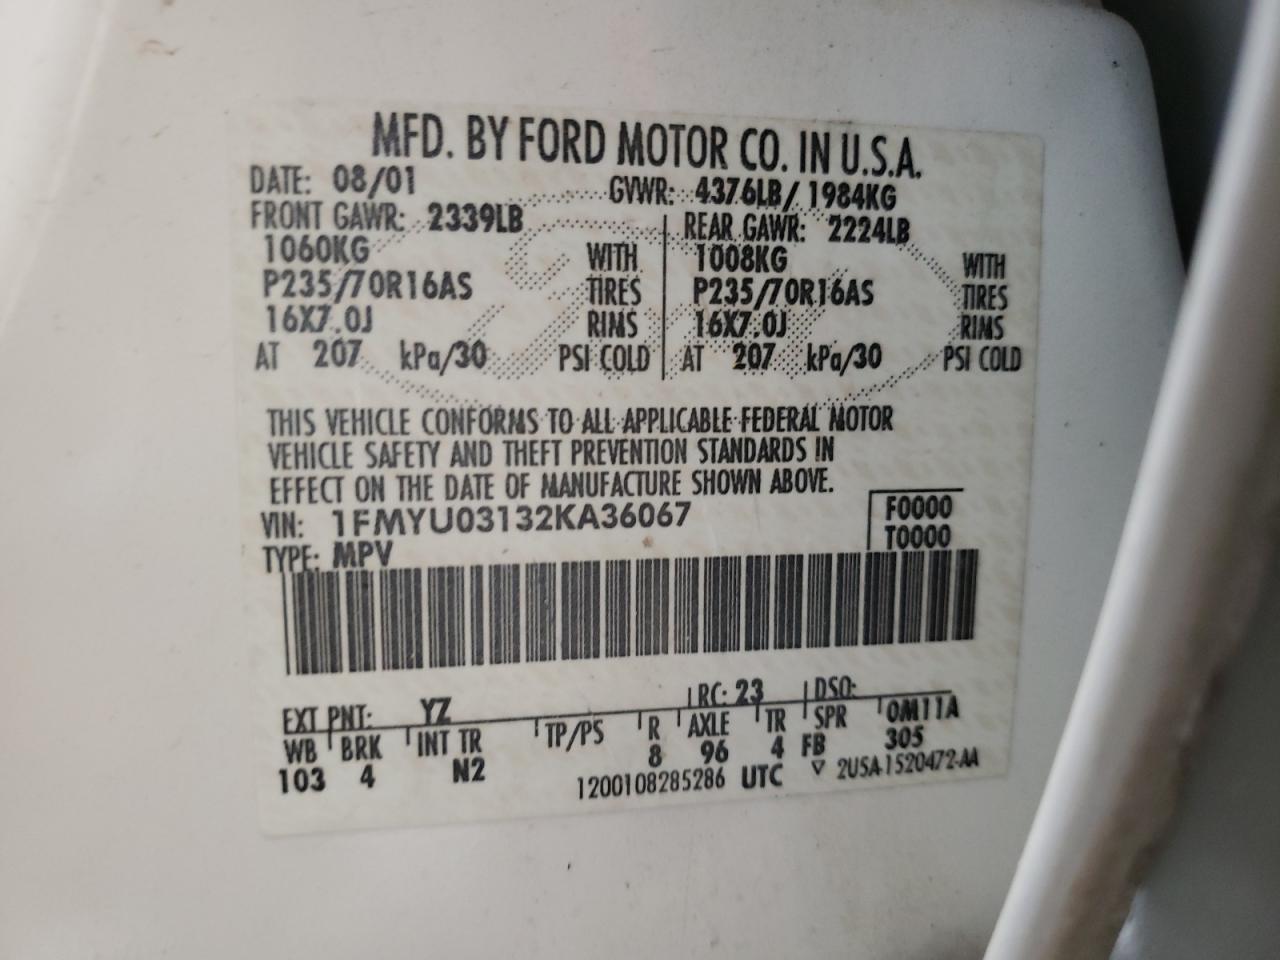 MFD. BY FORD MOTOR CO. IN U.S.A.
DATE: 08/01 GVWR: 4376LB/ 1984KG
FRONT GAWR: 2339LB REAR GAWR: 2224LB
1060KG WITH 1008KG WITH
P235/70R16AS TIRES P235/70R16AS TIRES
16X7.0J RIMS 16X7.0J RIMS
AT 207 kPa/30 PSI COLD AT 207 kPa/30 PSI COLD
THIS VEHICLE CONFORMS TO ALL APPLICABLE FEDERAL MOTOR
VEHICLE SAFETY AND THEFT PREVENTION STANDARDS IN
EFFECT ON THE DATE OF MANUFACTURE SHOWN ABOVE.
VIN: 1FMYU03132KA36067 F0000
TYPE: MPV T0000
RC: 23 DSO:
EXT PNT: YZ
WB BRK INT TR TP/PS R AXLE TR SPR 0M11A
103 4 N2 8 96 4 FB 305
1200108285286 UTC ▽ 2USA-1520472-AA